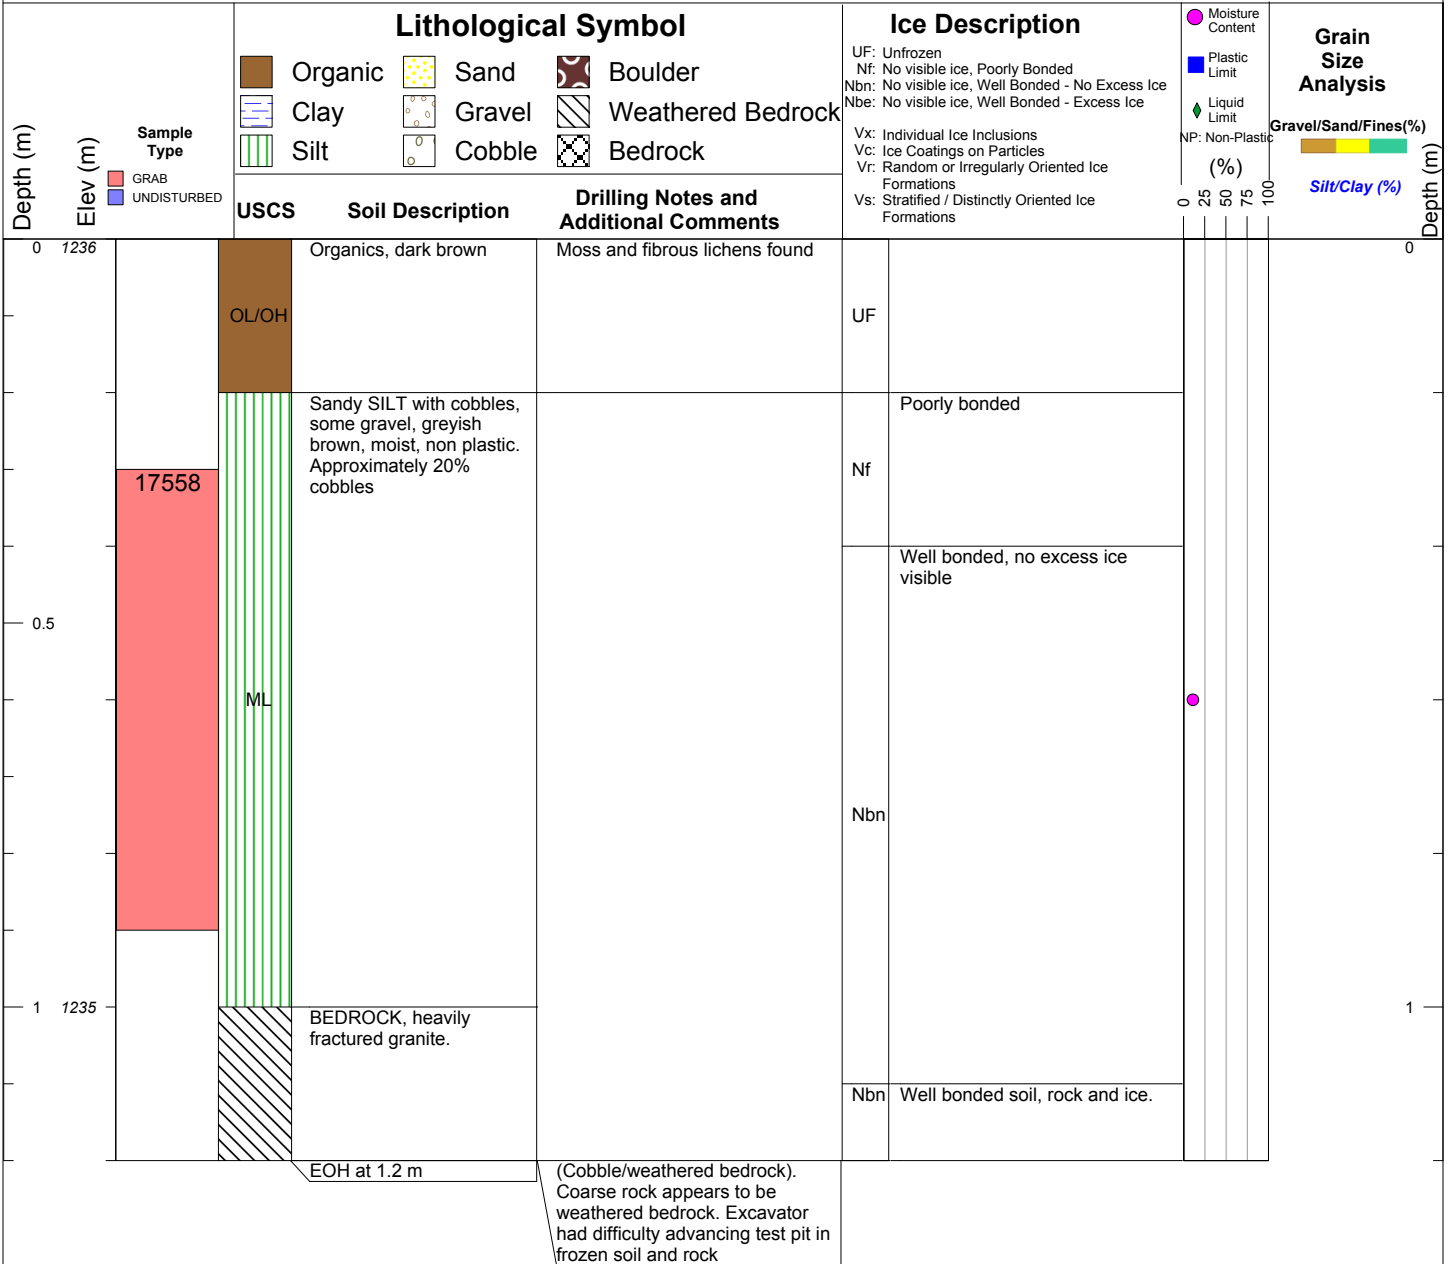 Lithological Symbol
Organic
Sand
Boulder
Clay
Gravel
Weathered Bedrock
Silt
Cobble
Bedrock
Depth (m)
Elev (m)
Sample
Type
GRAB
UNDISTURBED
USCS
Soil Description
Drilling Notes and
Additional Comments
Ice Description
UF: Unfrozen
Nf: No visible ice, Poorly Bonded
Nbn: No visible ice, Well Bonded - No Excess Ice
Nbe: No visible ice, Well Bonded - Excess Ice
Vx: Individual Ice Inclusions
Vc: Ice Coatings on Particles
Vr: Random or Irregularly Oriented Ice
Formations
Vs: Stratified / Distinctly Oriented Ice
Formations
Moisture
Content
Plastic
Limit
Liquid
Limit
NP: Non-Plastic
(%)
0 25 50 75 100
Grain
Size
Analysis
Gravel/Sand/Fines(%)
Silt/Clay (%)
Depth (m)
0 1236
Organics, dark brown
Moss and fibrous lichens found
0
OL/OH
UF
Sandy SILT with cobbles,
some gravel, greyish
brown, moist, non plastic.
Approximately 20%
cobbles
Poorly bonded
Nf
17558
Well bonded, no excess ice
visible
0.5
ML
Nbn
1 1235
1
BEDROCK, heavily
fractured granite.
Nbn
Well bonded soil, rock and ice.
EOH at 1.2 m
(Cobble/weathered bedrock).
Coarse rock appears to be
weathered bedrock. Excavator
had difficulty advancing test pit in
frozen soil and rock